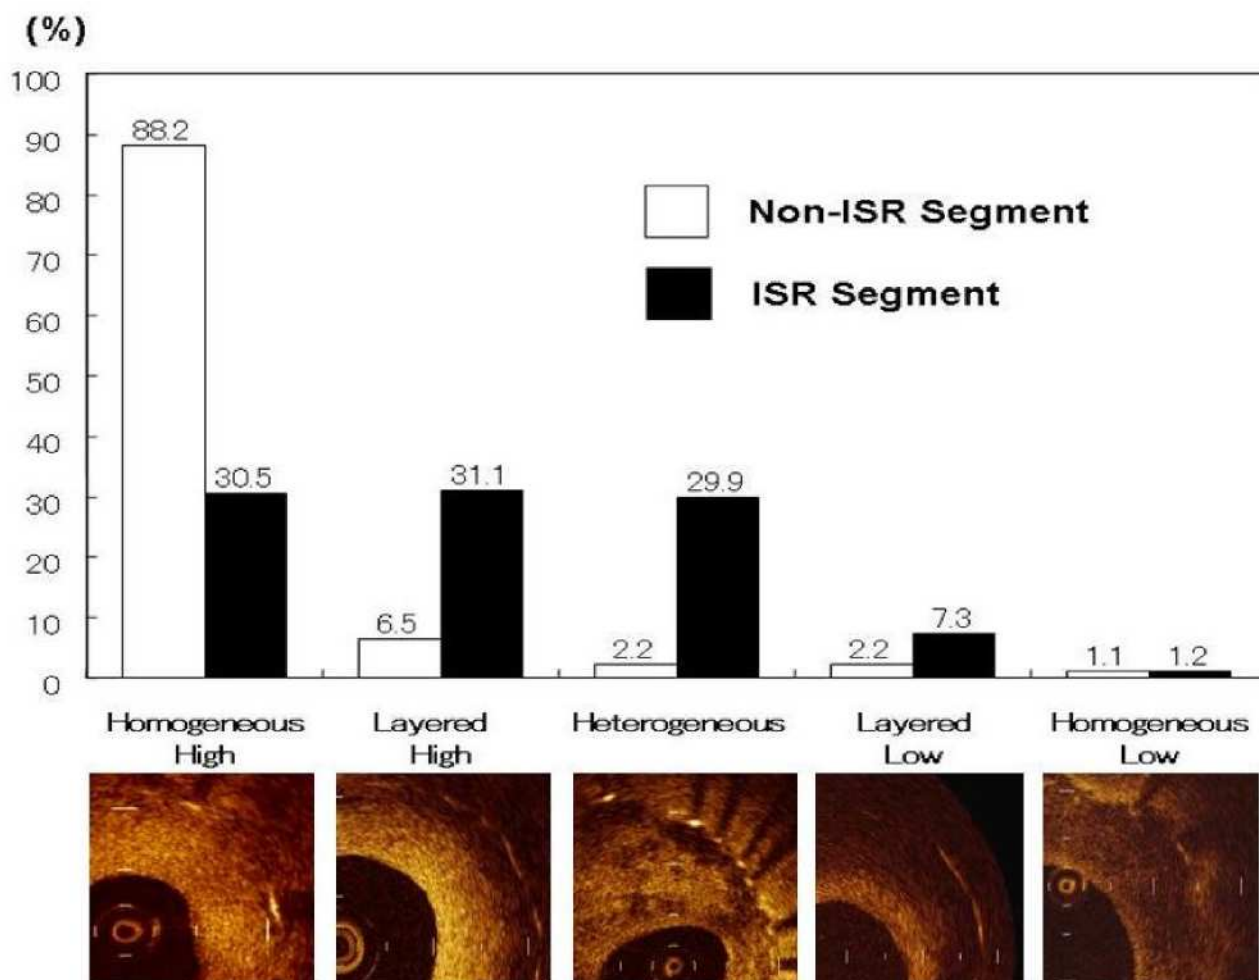 (%)
100
90
80
70
60
50
40
30
20
10
0
88.2
30.5
6.5
31.1
2.2
29.9
2.2
7.3
1.1
1.2
Non-ISR Segment
ISR Segment
Homogeneous
High
Layered
High
Heterogeneous
Layered
Low
Homogeneous
Low